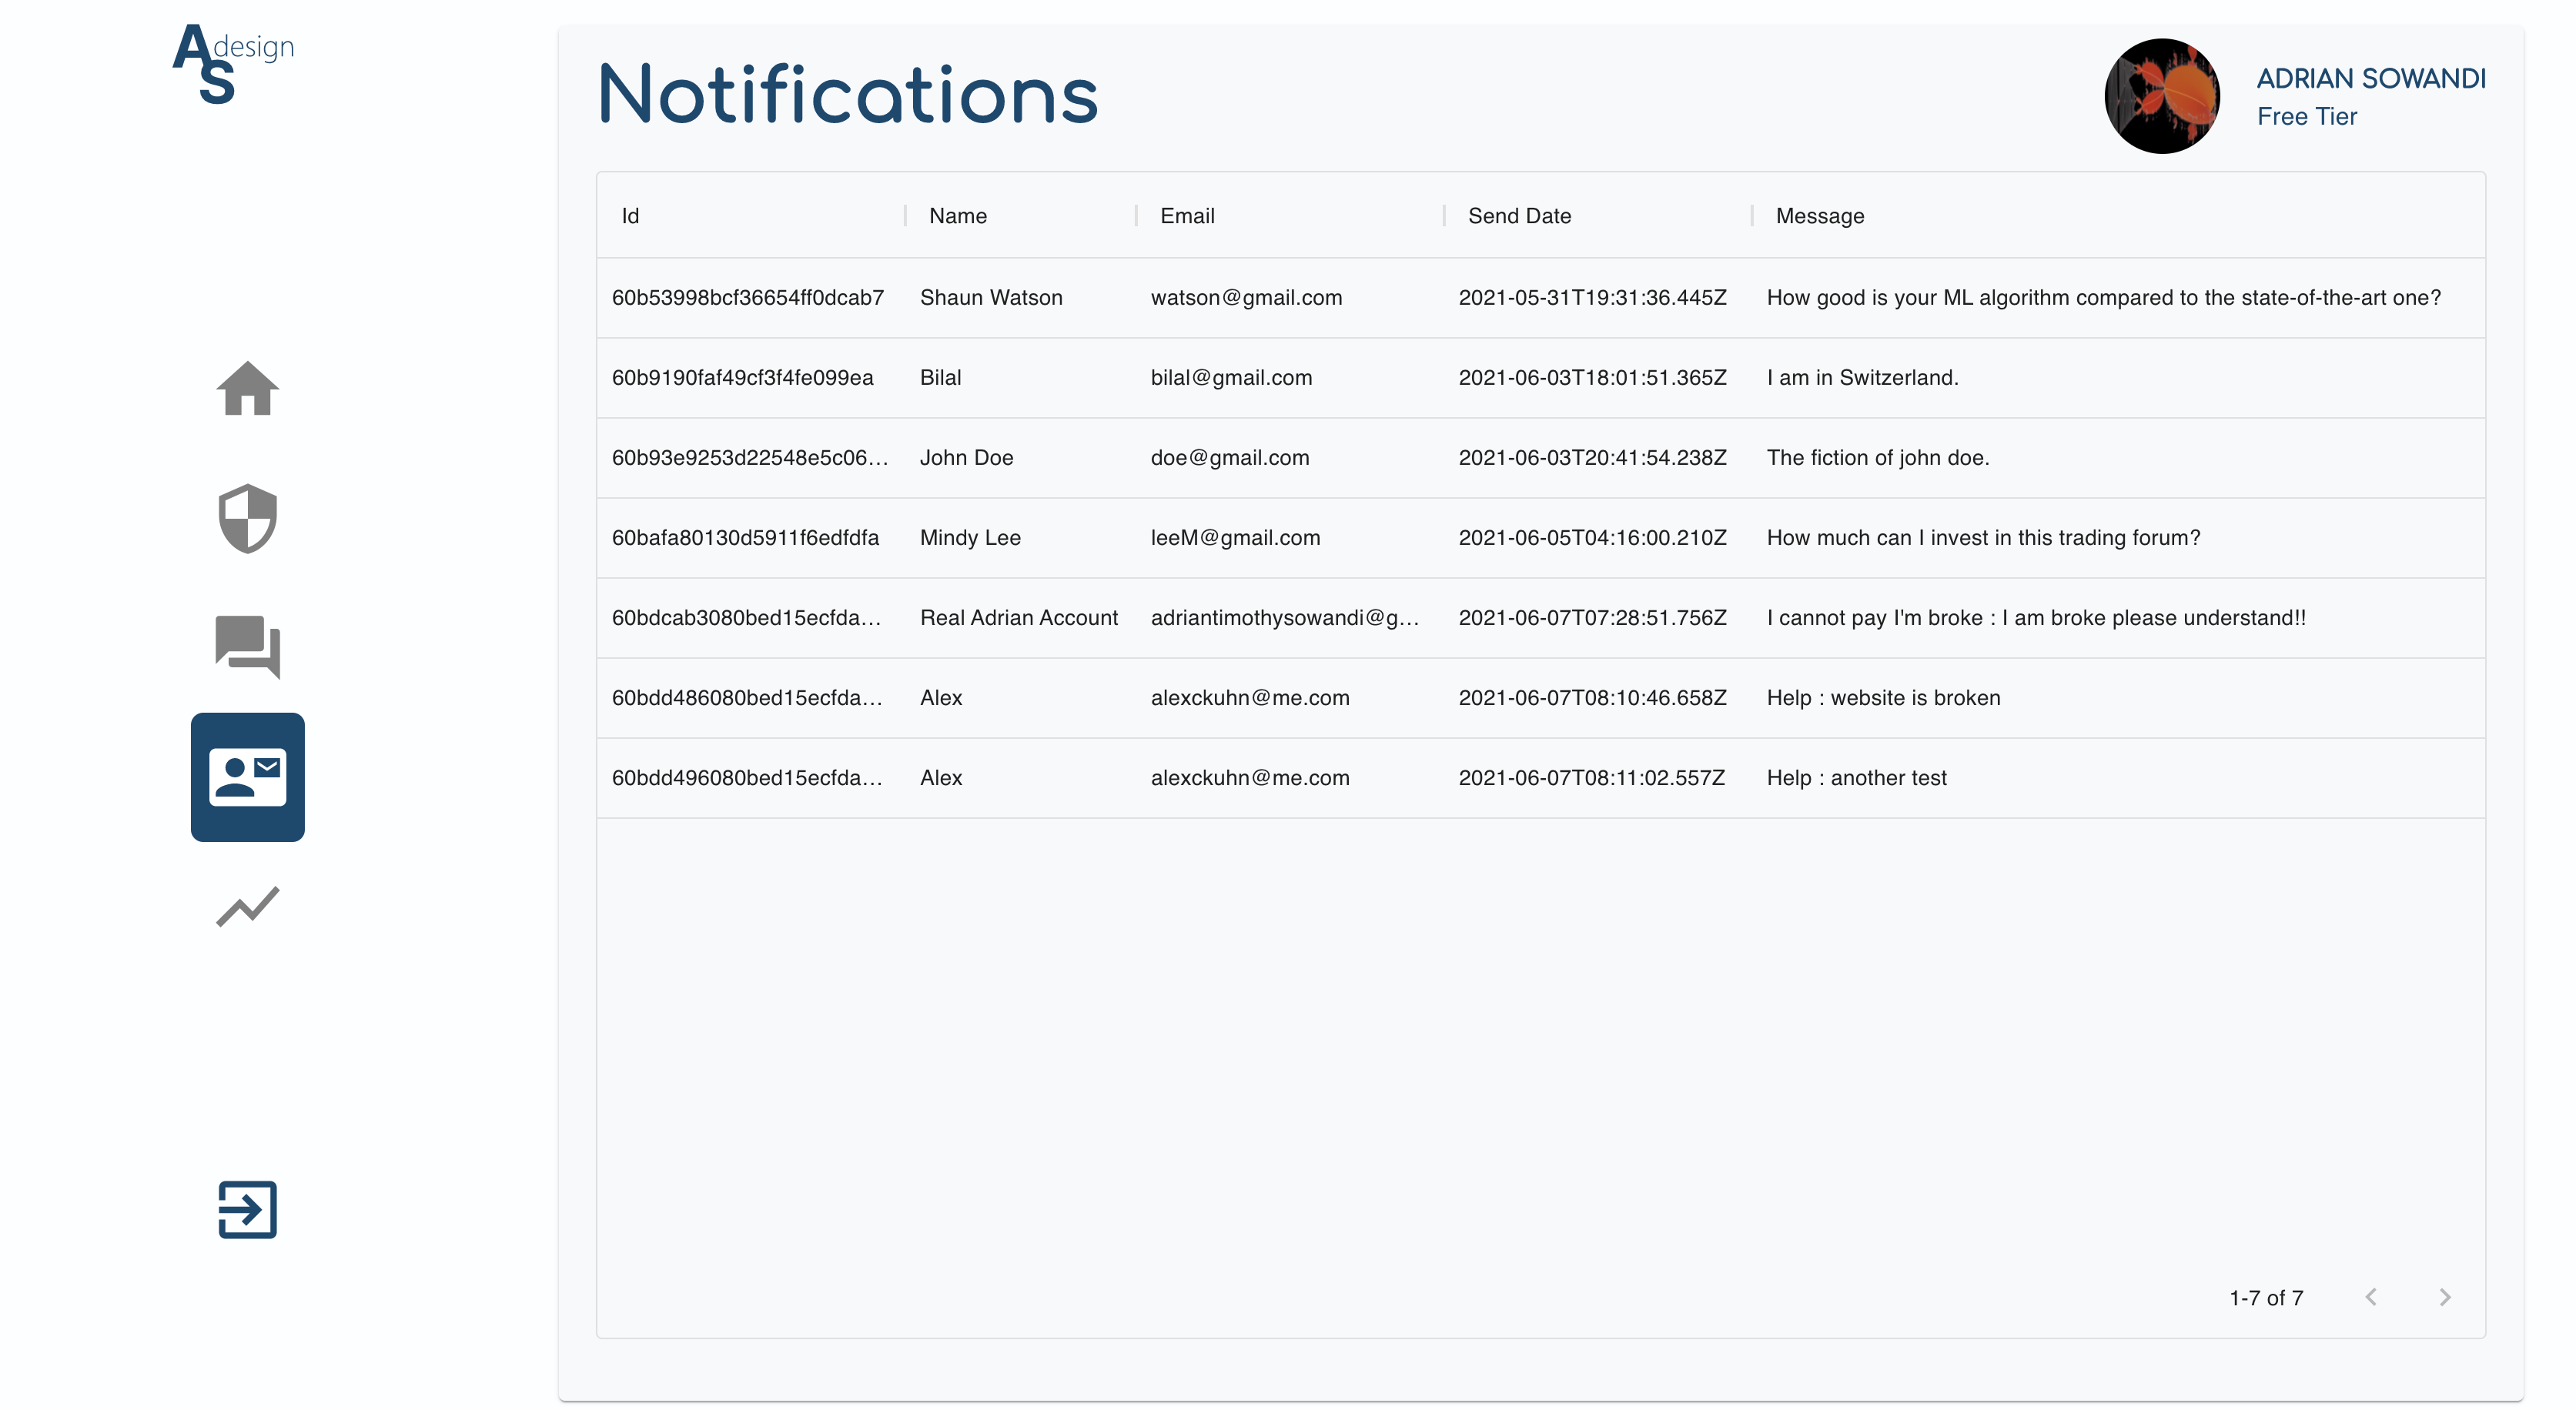 A design
S
Notifications
ADRIAN SOWANDI
Free Tier
Id Name Email Send Date Message
60b53998bcf36654ff0dcab7 Shaun Watson watson@gmail.com 2021-05-31T19:31:36.445Z How good is your ML algorithm compared to the state-of-the-art one?
60b9190faf49cf3f4fe099ea Bilal bilal@gmail.com 2021-06-03T18:01:51.365Z I am in Switzerland.
60b93e9253d22548e5c06... John Doe doe@gmail.com 2021-06-03T20:41:54.238Z The fiction of john doe.
60bafa80130d5911f6edfdfa Mindy Lee leeM@gmail.com 2021-06-05T04:16:00.210Z How much can I invest in this trading forum?
60bdcab3080bed15ecfda... Real Adrian Account adriantimothysowandi@g... 2021-06-07T07:28:51.756Z I cannot pay I'm broke : I am broke please understand!!
60bdd486080bed15ecfda... Alex alexckuhn@me.com 2021-06-07T08:10:46.658Z Help : website is broken
60bdd496080bed15ecfda... Alex alexckuhn@me.com 2021-06-07T08:11:02.557Z Help : another test
1-7 of 7